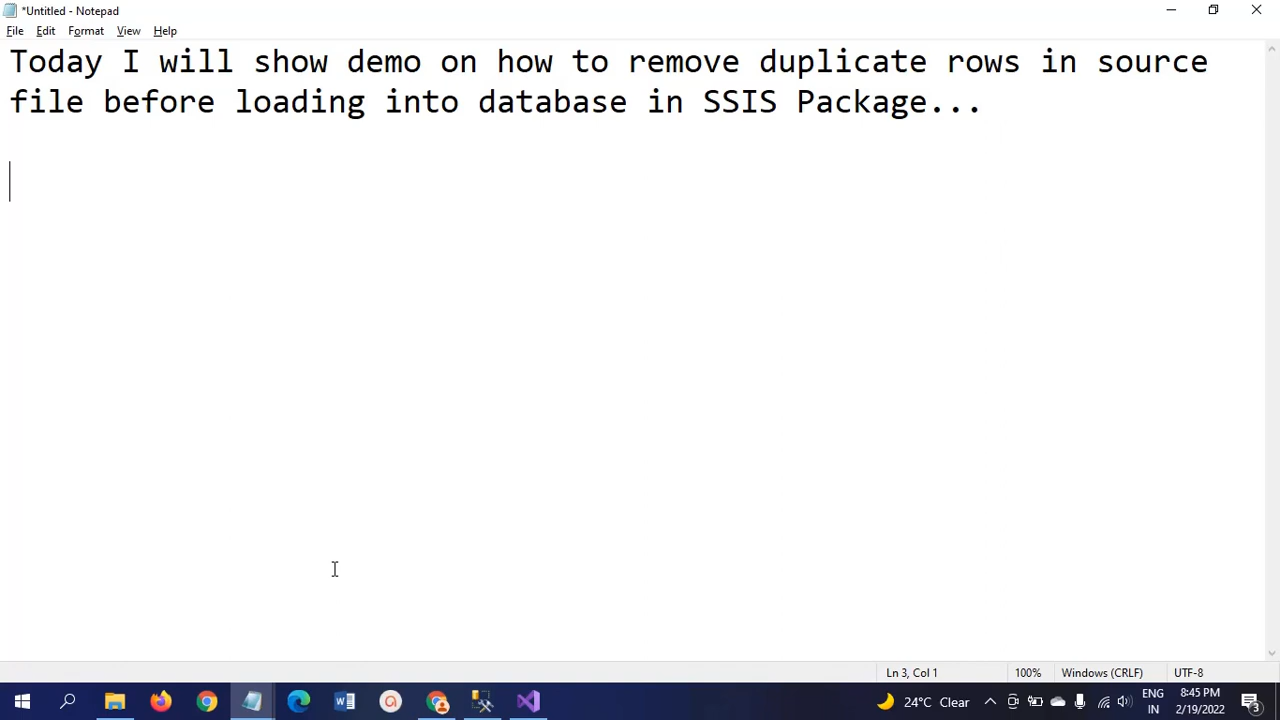 *Untitled - Notepad
File Edit Format View Help
Today I will show demo on how to remove duplicate rows in source
file before loading into database in SSIS Package...
Ln 3, Col 1 100% Windows (CRLF) UTF-8
24°C Clear ENG 8:45 PM
IN 2/19/2022 3